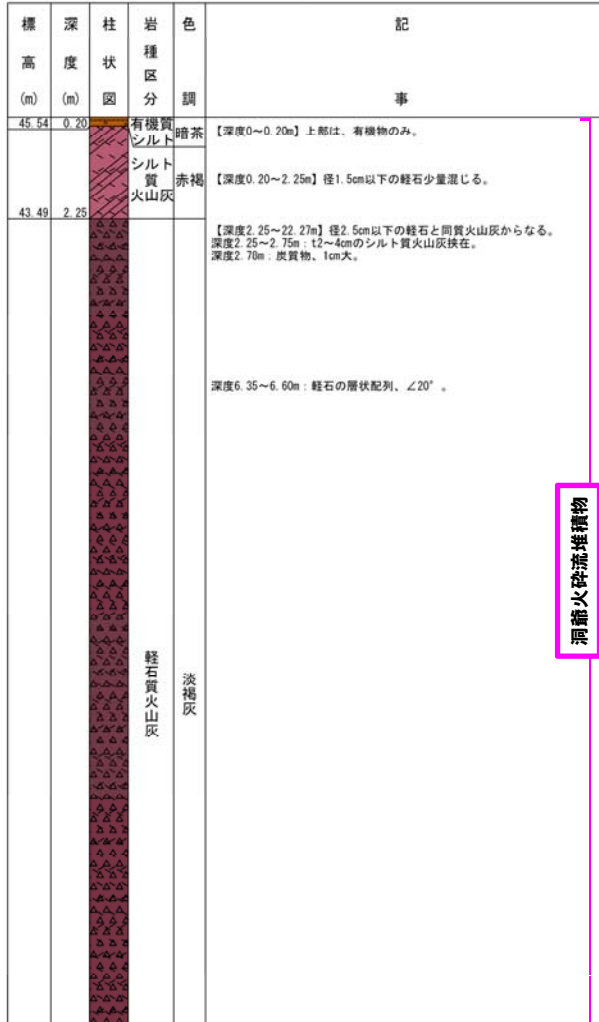 標高(m)
深度(m)
柱状図
岩種区分
色調
記事
45.54
0.20
有機質
シルト
暗茶
【深度0～0.20m】上部は、有機物のみ。
シルト
質
火山灰
赤褐
【深度0.20～2.25m】径1.5cm以下の軽石少量混じる。
43.49
2.25
【深度2.25～22.27m】径2.5cm以下の軽石と同質火山灰からなる。
深度2.25～2.75m：t2～4cmのシルト質火山灰挟在。
深度2.70m：炭質物、1cm大。
深度6.35～6.60m：軽石の層状配列、∠20°。
軽石質火山灰
淡褐灰
洞爺火砕流堆積物